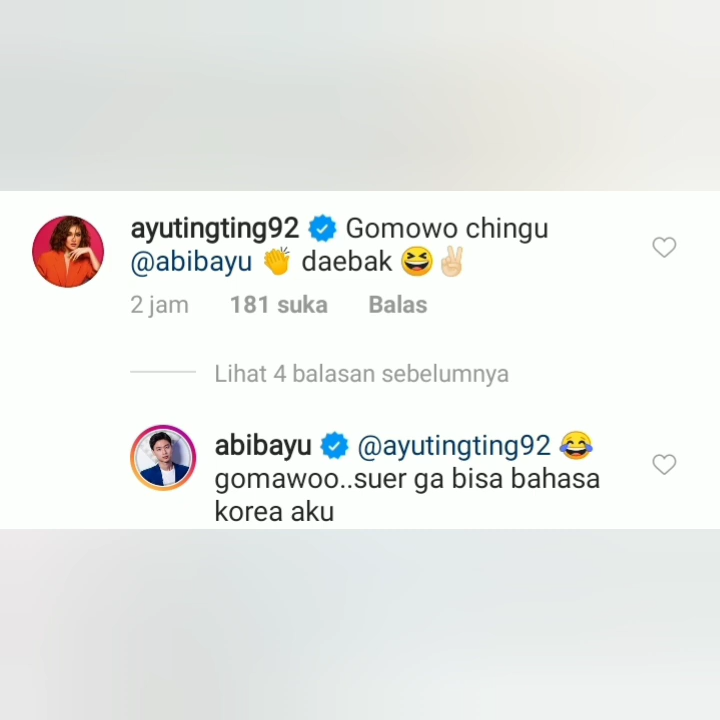 ayutingting92 Gomowo chingu
@abibayu 👏 daebak 😆✌🏻
2 jam 181 suka Balas
Lihat 4 balasan sebelumnya
abibayu @ayutingting92 😂
gomawoo..suer ga bisa bahasa
korea aku